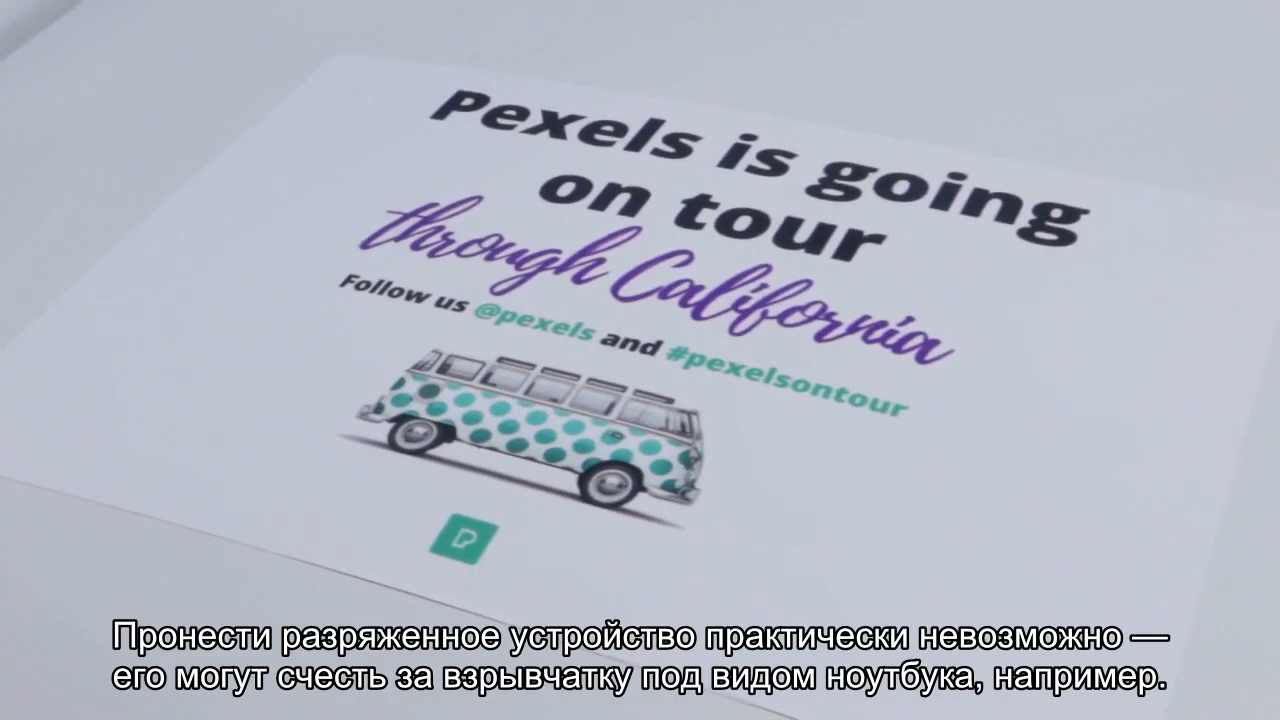 Pexels is going
on tour
through California
Follow us @pexels and #pexelsontour
Пронести разряженное устройство практически невозможно —
его могут счесть за взрывчатку под видом ноутбука, например.